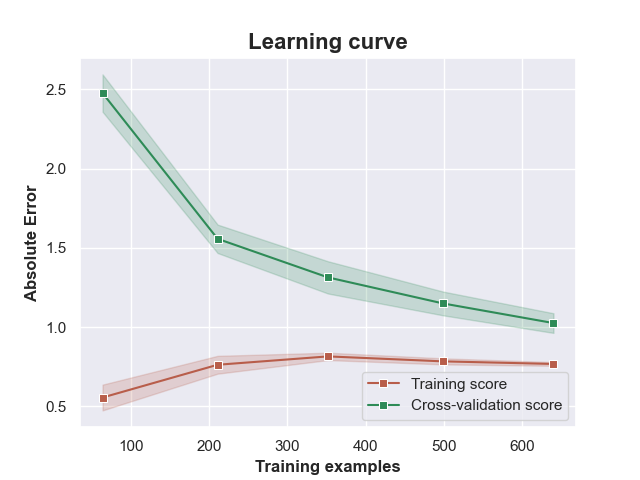 Learning curve
2.5
2.0
1.5
1.0
0.5
Absolute Error
100
200
300
400
500
600
Training examples
Training score
Cross-validation score